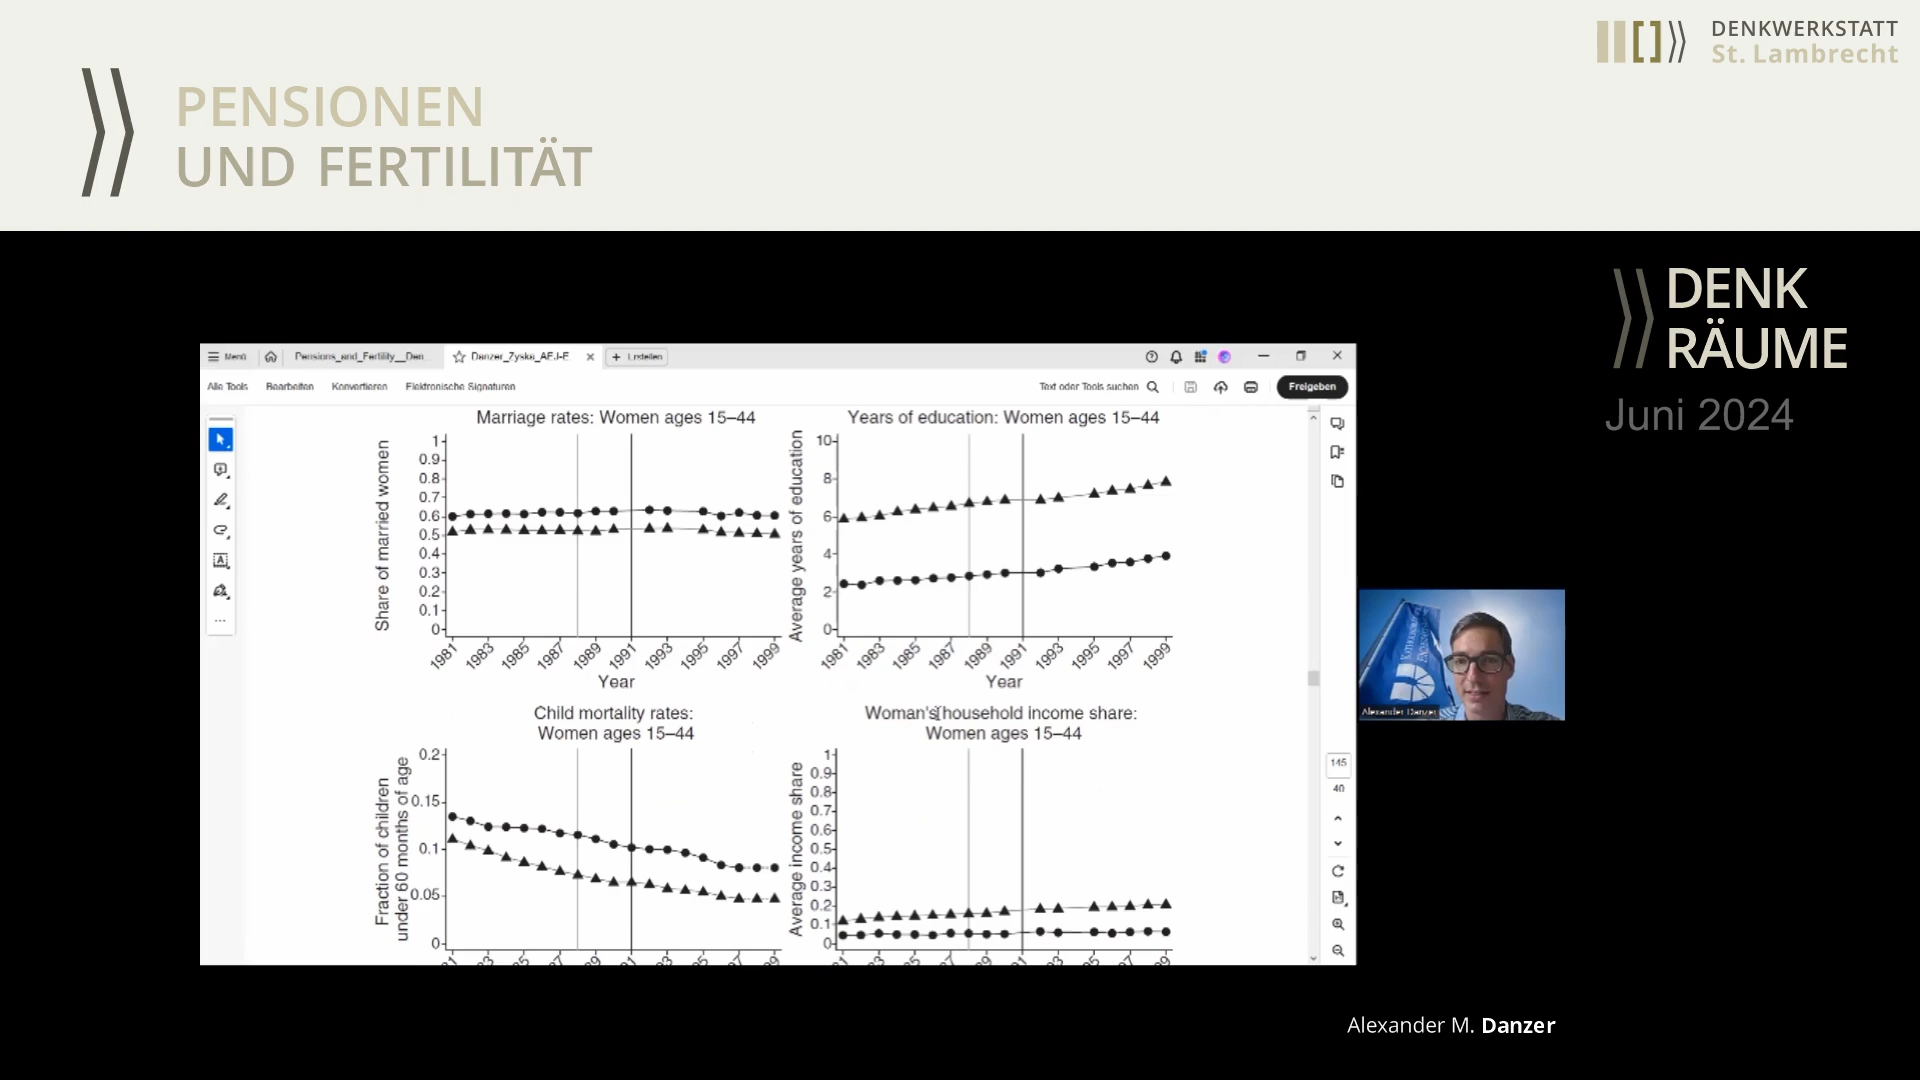 DENKWERKSTATT
St. Lambrecht
PENSIONEN
UND FERTILITÄT
DENK
RÄUME
Juni 2024
Menü
Pensions_and_Fertility__Dan...
Danzer_Zyska_AEJ-E...
+ Erstellen
Alle Tools Bearbeiten Konvertieren Elektronische Signaturen
Text oder Tools suchen
Freigeben
Marriage rates: Women ages 15–44
Share of married women
1
0.9
0.8
0.7
0.6
0.5
0.4
0.3
0.2
0.1
0
1981 1983 1985 1987 1989 1991 1993 1995 1997 1999
Year
Years of education: Women ages 15–44
Average years of education
10
8
6
4
2
0
1981 1983 1985 1987 1989 1991 1993 1995 1997 1999
Year
Child mortality rates:
Women ages 15–44
Fraction of children
under 60 months of age
0.2
0.15
0.1
0.05
0
Woman's household income share:
Women ages 15–44
Average income share
1
0.9
0.8
0.7
0.6
0.5
0.4
0.3
0.2
0.1
0
145
40
Alexander Danzer
Alexander M. Danzer